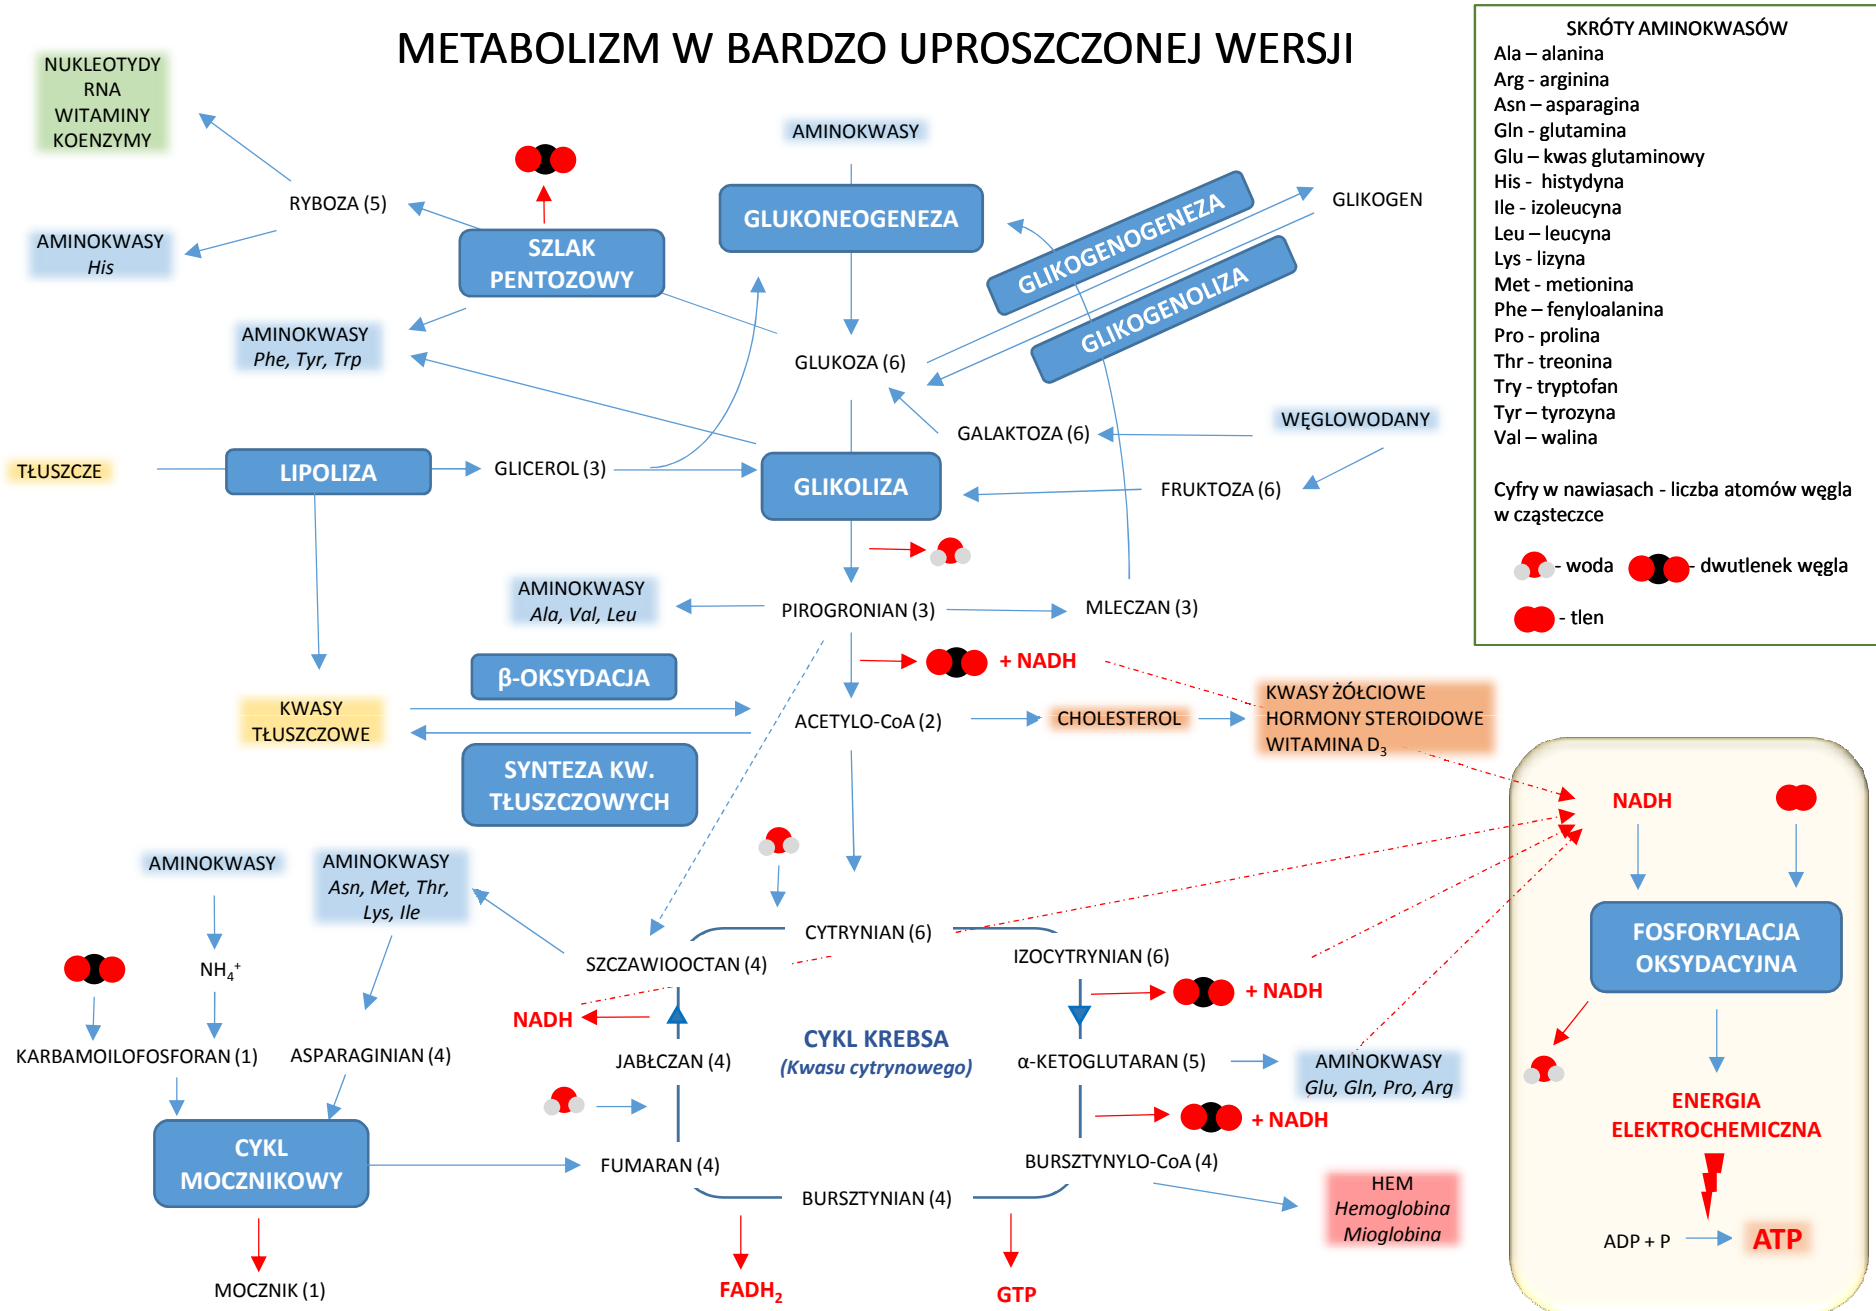 METABOLIZM W BARDZO UPROSZCZONEJ WERSJI
NUKLEOTYDY
RNA
WITAMINY
KOENZYMY
RYBOZA (5)
AMINOKWASY
His
SZLAK
PENTOZOWY
AMINOKWASY
Phe, Tyr, Trp
AMINOKWASY
GLUKONEOGENEZA
GLIKOGENOGENEZA
GLIKOGENOLIZA
GLIKOGEN
GLUKOZA (6)
GALAKTOZA (6)
WĘGLOWODANY
FRUKTOZA (6)
TŁUSZCZE
LIPOLIZA
GLICEROL (3)
GLIKOLIZA
AMINOKWASY
Ala, Val, Leu
PIROGRONIAN (3)
MLECZAN (3)
+ NADH
β-OKSYDACJA
KWASY
TŁUSZCZOWE
ACETYLO-CoA (2)
CHOLESTEROL
KWASY ŻÓŁCIOWE
HORMONY STEROIDOWE
WITAMINA D3
SYNTEZA KW.
TŁUSZCZOWYCH
AMINOKWASY
AMINOKWASY
Asn, Met, Thr,
Lys, Ile
NH4+
KARBAMOILOFOSFORAN (1)
ASPARAGINIAN (4)
CYKL
MOCZNIKOWY
MOCZNIK (1)
CYTRYNIAN (6)
SZCZAWIOOCTAN (4)
IZOCYTRYNIAN (6)
NADH
+ NADH
CYKL KREBSA
(Kwasu cytrynowego)
JABŁCZAN (4)
α-KETOGLUTARAN (5)
AMINOKWASY
Glu, Gln, Pro, Arg
+ NADH
FUMARAN (4)
BURSZTYNYLO-CoA (4)
BURSZTYNIAN (4)
HEM
Hemoglobina
Mioglobina
FADH2
GTP
NADH
FOSFORYLACJA
OKSYDACYJNA
ENERGIA
ELEKTROCHEMICZNA
ADP + P
ATP
SKRÓTY AMINOKWASÓW
Ala – alanina
Arg - arginina
Asn – asparagina
Gln - glutamina
Glu – kwas glutaminowy
His - histydyna
Ile - izoleucyna
Leu - leucyna
Lys - lizyna
Met - metionina
Phe - fenyloalanina
Pro - prolina
Thr - treonina
Try - tryptofan
Tyr – tyrozyna
Val – walina
Cyfry w nawiasach - liczba atomów węgla
w cząsteczce
- woda
- dwutlenek węgla
- tlen